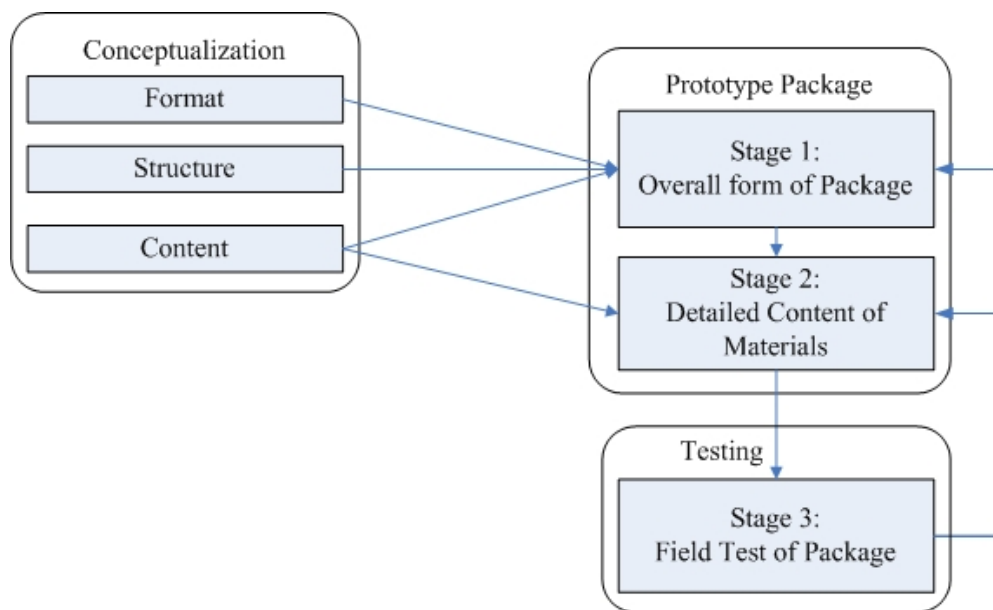 Conceptualization
Format
Structure
Content
Prototype Package
Stage 1:
Overall form of Package
Stage 2:
Detailed Content of
Materials
Testing
Stage 3:
Field Test of Package